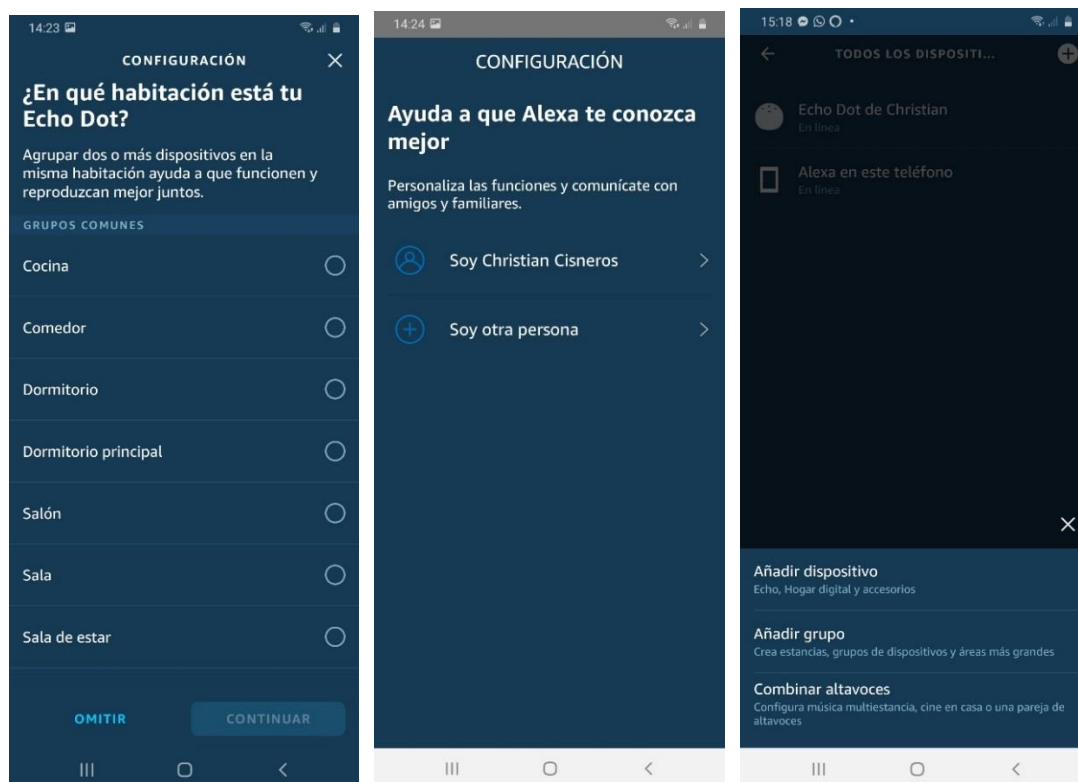 14:23
CONFIGURACIÓN
¿En qué habitación está tu
Echo Dot?
Agrupar dos o más dispositivos en la
misma habitación ayuda a que funcionen y
reproduzcan mejor juntos.
GRUPOS COMUNES
Cocina
Comedor
Dormitorio
Dormitorio principal
Salón
Sala
Sala de estar
OMITIR
CONTINUAR
14:24
CONFIGURACIÓN
Ayuda a que Alexa te conozca
mejor
Personaliza las funciones y comunícate con
amigos y familiares.
Soy Christian Cisneros
Soy otra persona
15:18
TODOS LOS DISPOSITI...
Echo Dot de Christian
En línea
Alexa en este teléfono
En línea
Añadir dispositivo
Echo, Hogar digital y accesorios
Añadir grupo
Crea estancias, grupos de dispositivos y áreas más grandes
Combinar altavoces
Configura música multiestancia, cine en casa o una pareja de
altavoces